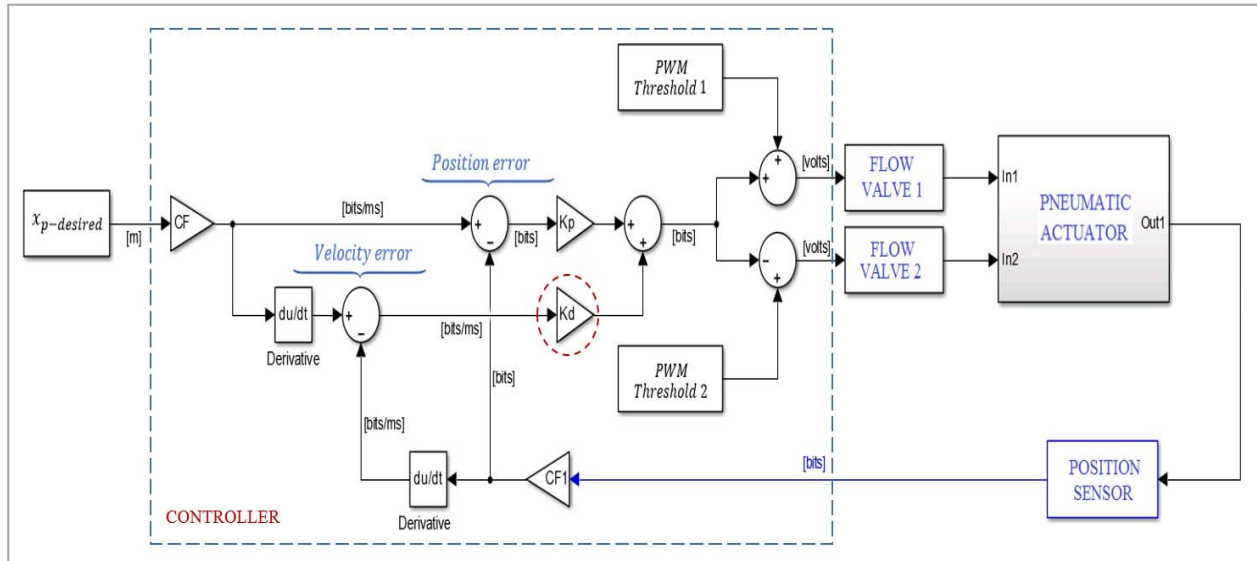 PWM
Threshold 1
+
+
[volts]
FLOW
VALVE 1
In1
PNEUMATIC
ACTUATOR
Out1
In2
Position error
[bits/ms]
+
−
[bits]
Kp
+
+
[bits]
x p-desired
[m]
CF
−
+
[volts]
FLOW
VALVE 2
Velocity error
du/dt
Derivative
+
−
[bits/ms]
Kd
[bits]
PWM
Threshold 2
[bits/ms]
du/dt
Derivative
CF1
[bits]
POSITION
SENSOR
CONTROLLER